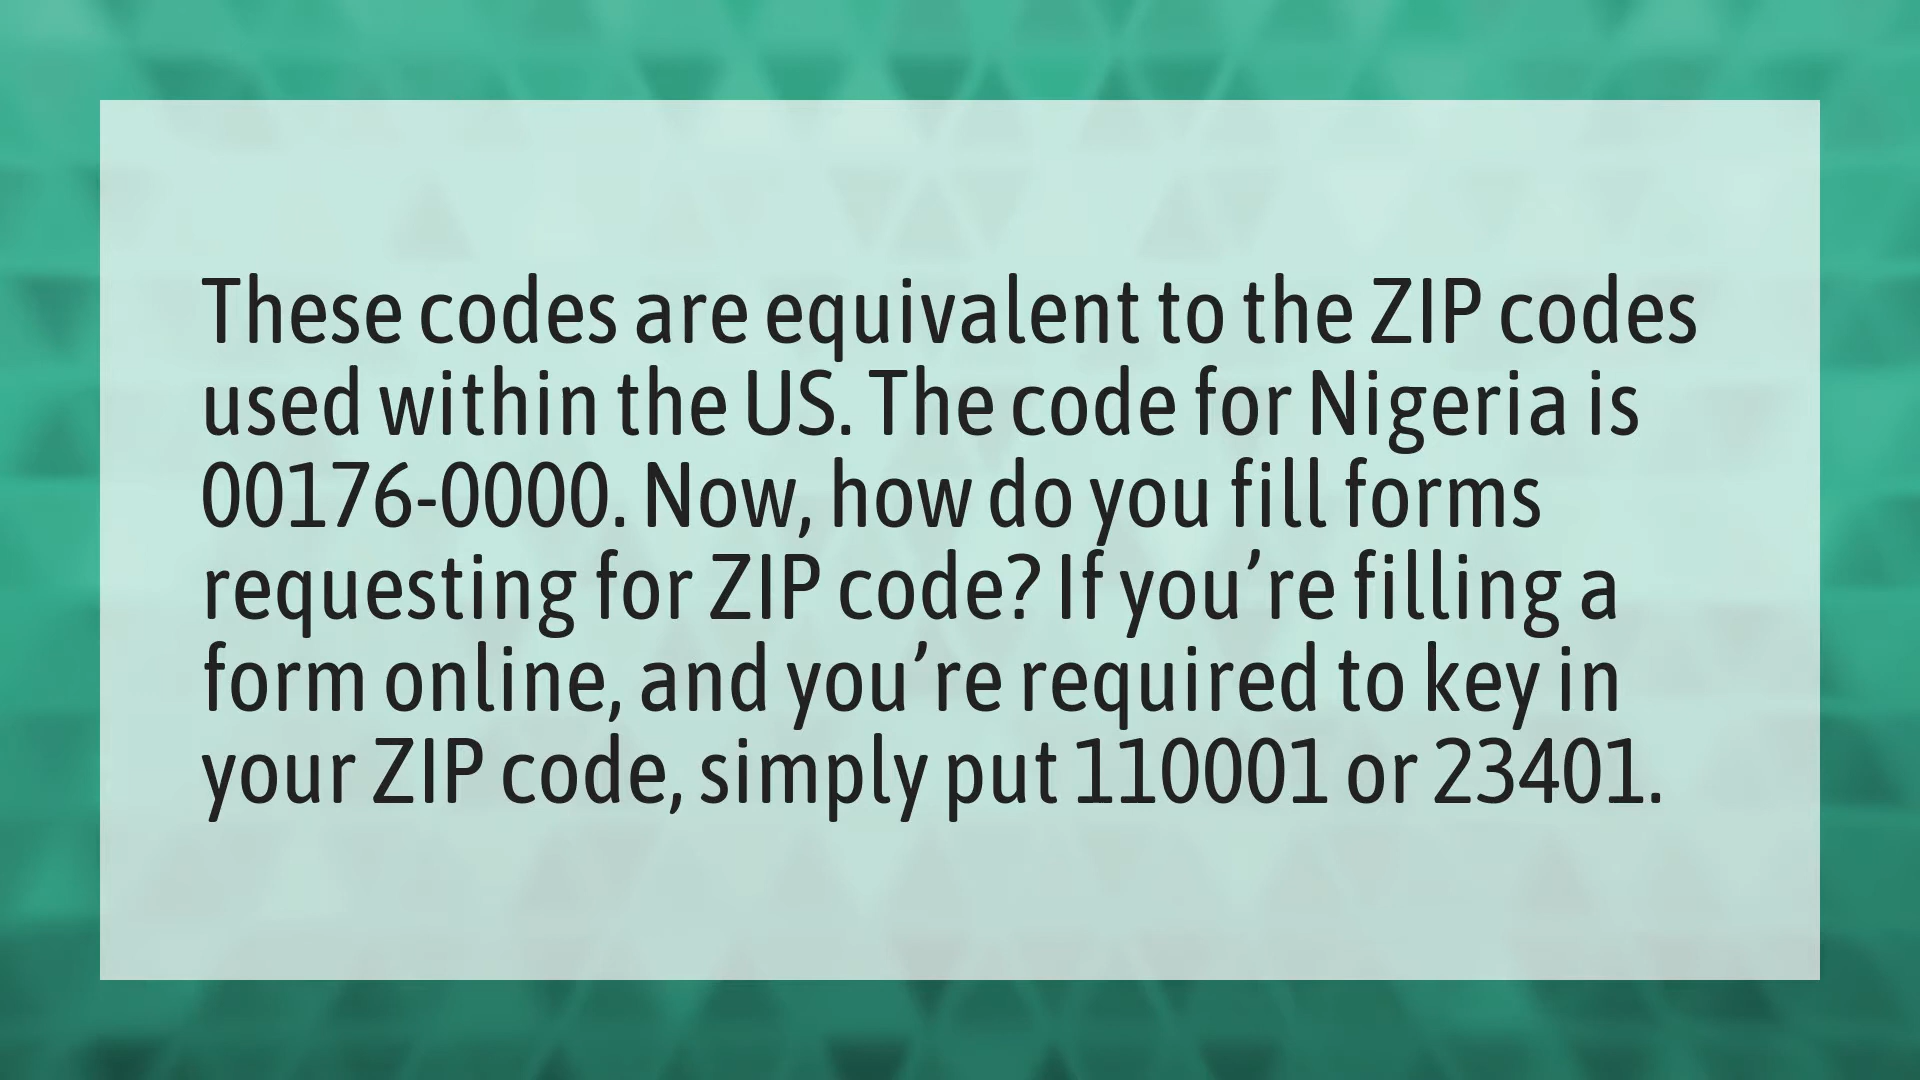 These codes are equivalent to the ZIP codes
used within the US. The code for Nigeria is
00176-0000. Now, how do you fill forms
requesting for ZIP code? If you’re filling a
form online, and you’re required to key in
your ZIP code, simply put 110001 or 23401.